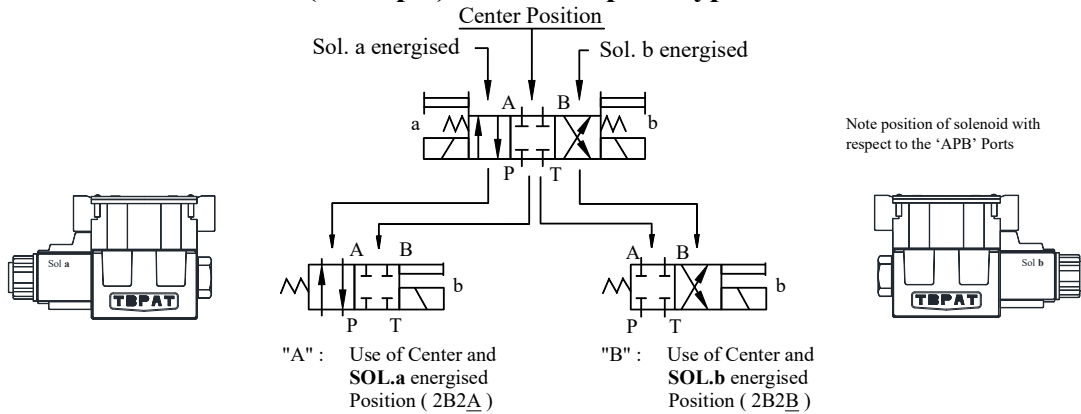 Center Position
Sol. a energised
Sol. b energised
A B
a b
P T
Note position of solenoid with
respect to the ‘APB’ Ports
Sol a
TBPAT
A B
b
P T
A B
b
P T
Sol b
TBPAT
"A" : Use of Center and
SOL.a energised
Position ( 2B2A )
"B" : Use of Center and
SOL.b energised
Position ( 2B2B )